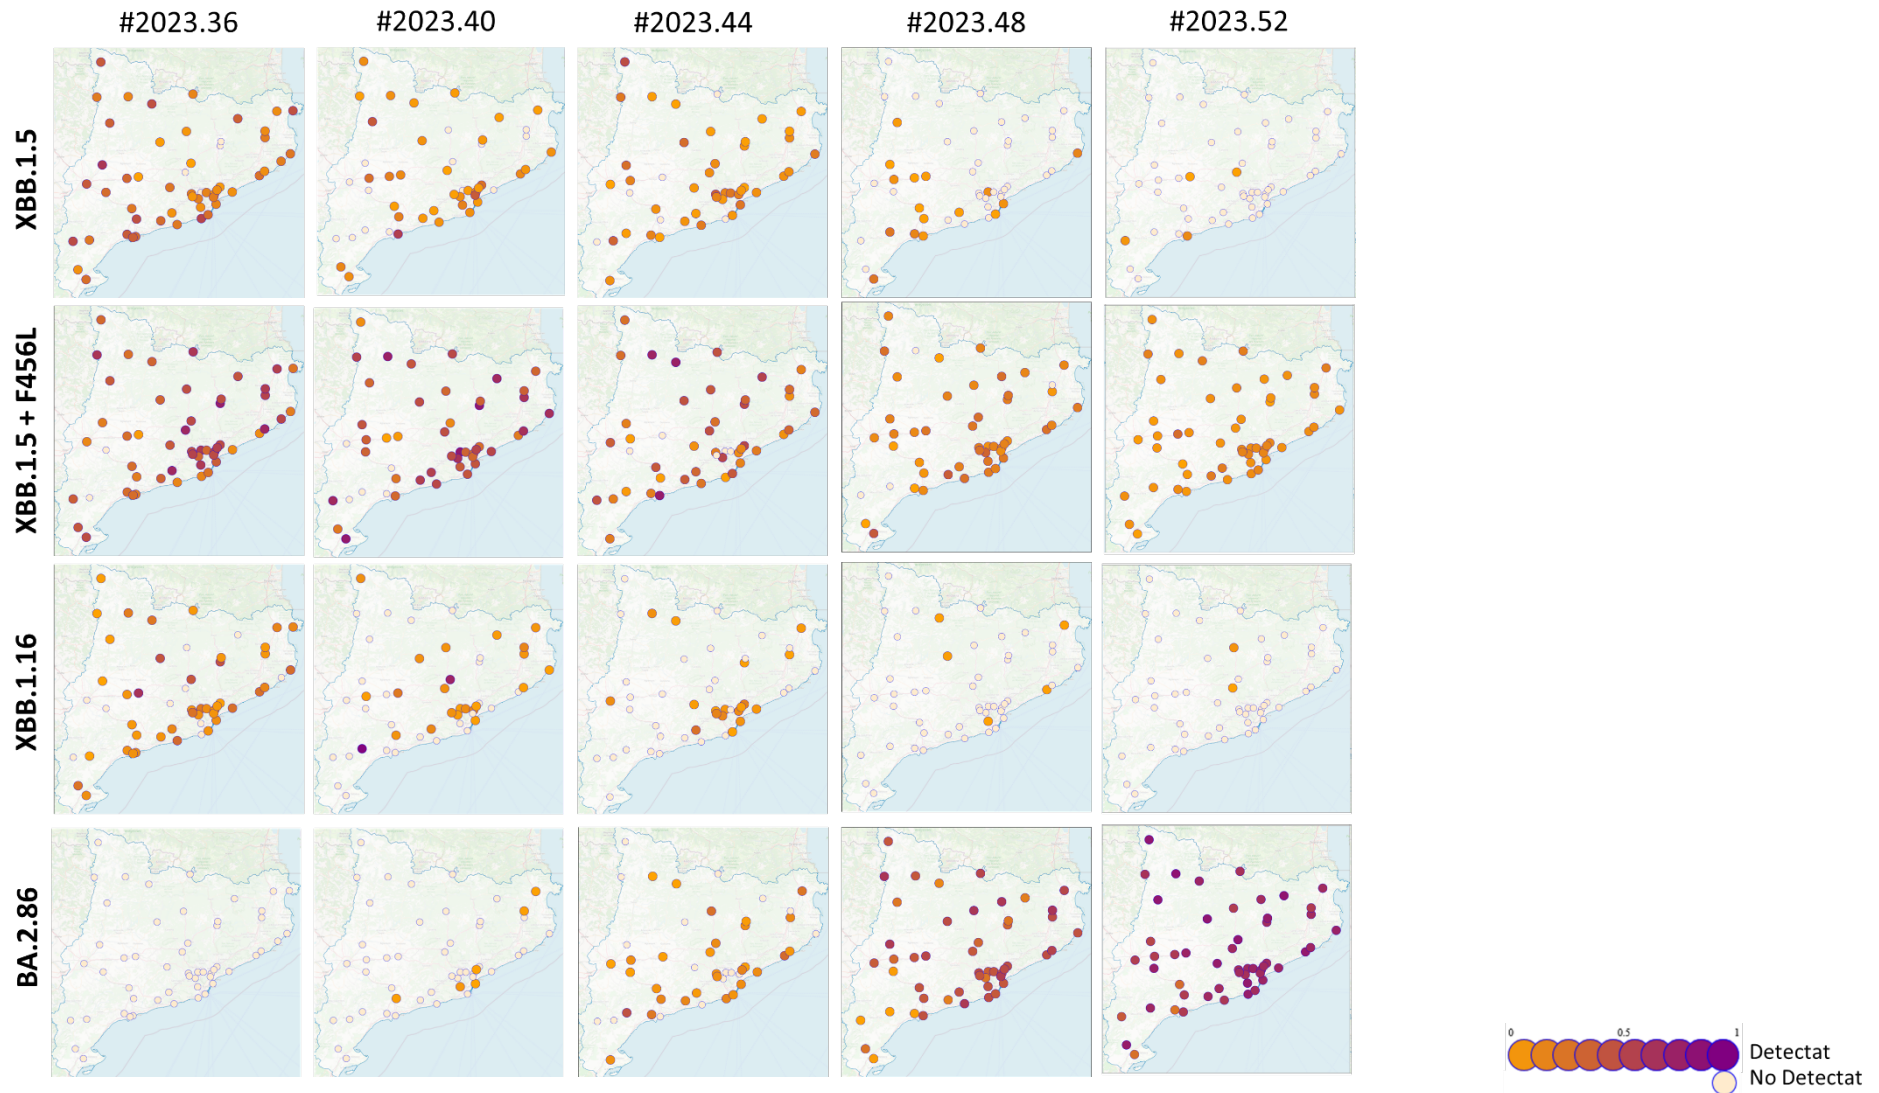 #2023.36 #2023.40 #2023.44 #2023.48 #2023.52
XBB.1.5
XBB.1.5 + F456L
XBB.1.16
BA.2.86
0 0.5 1
Detectat
No Detectat